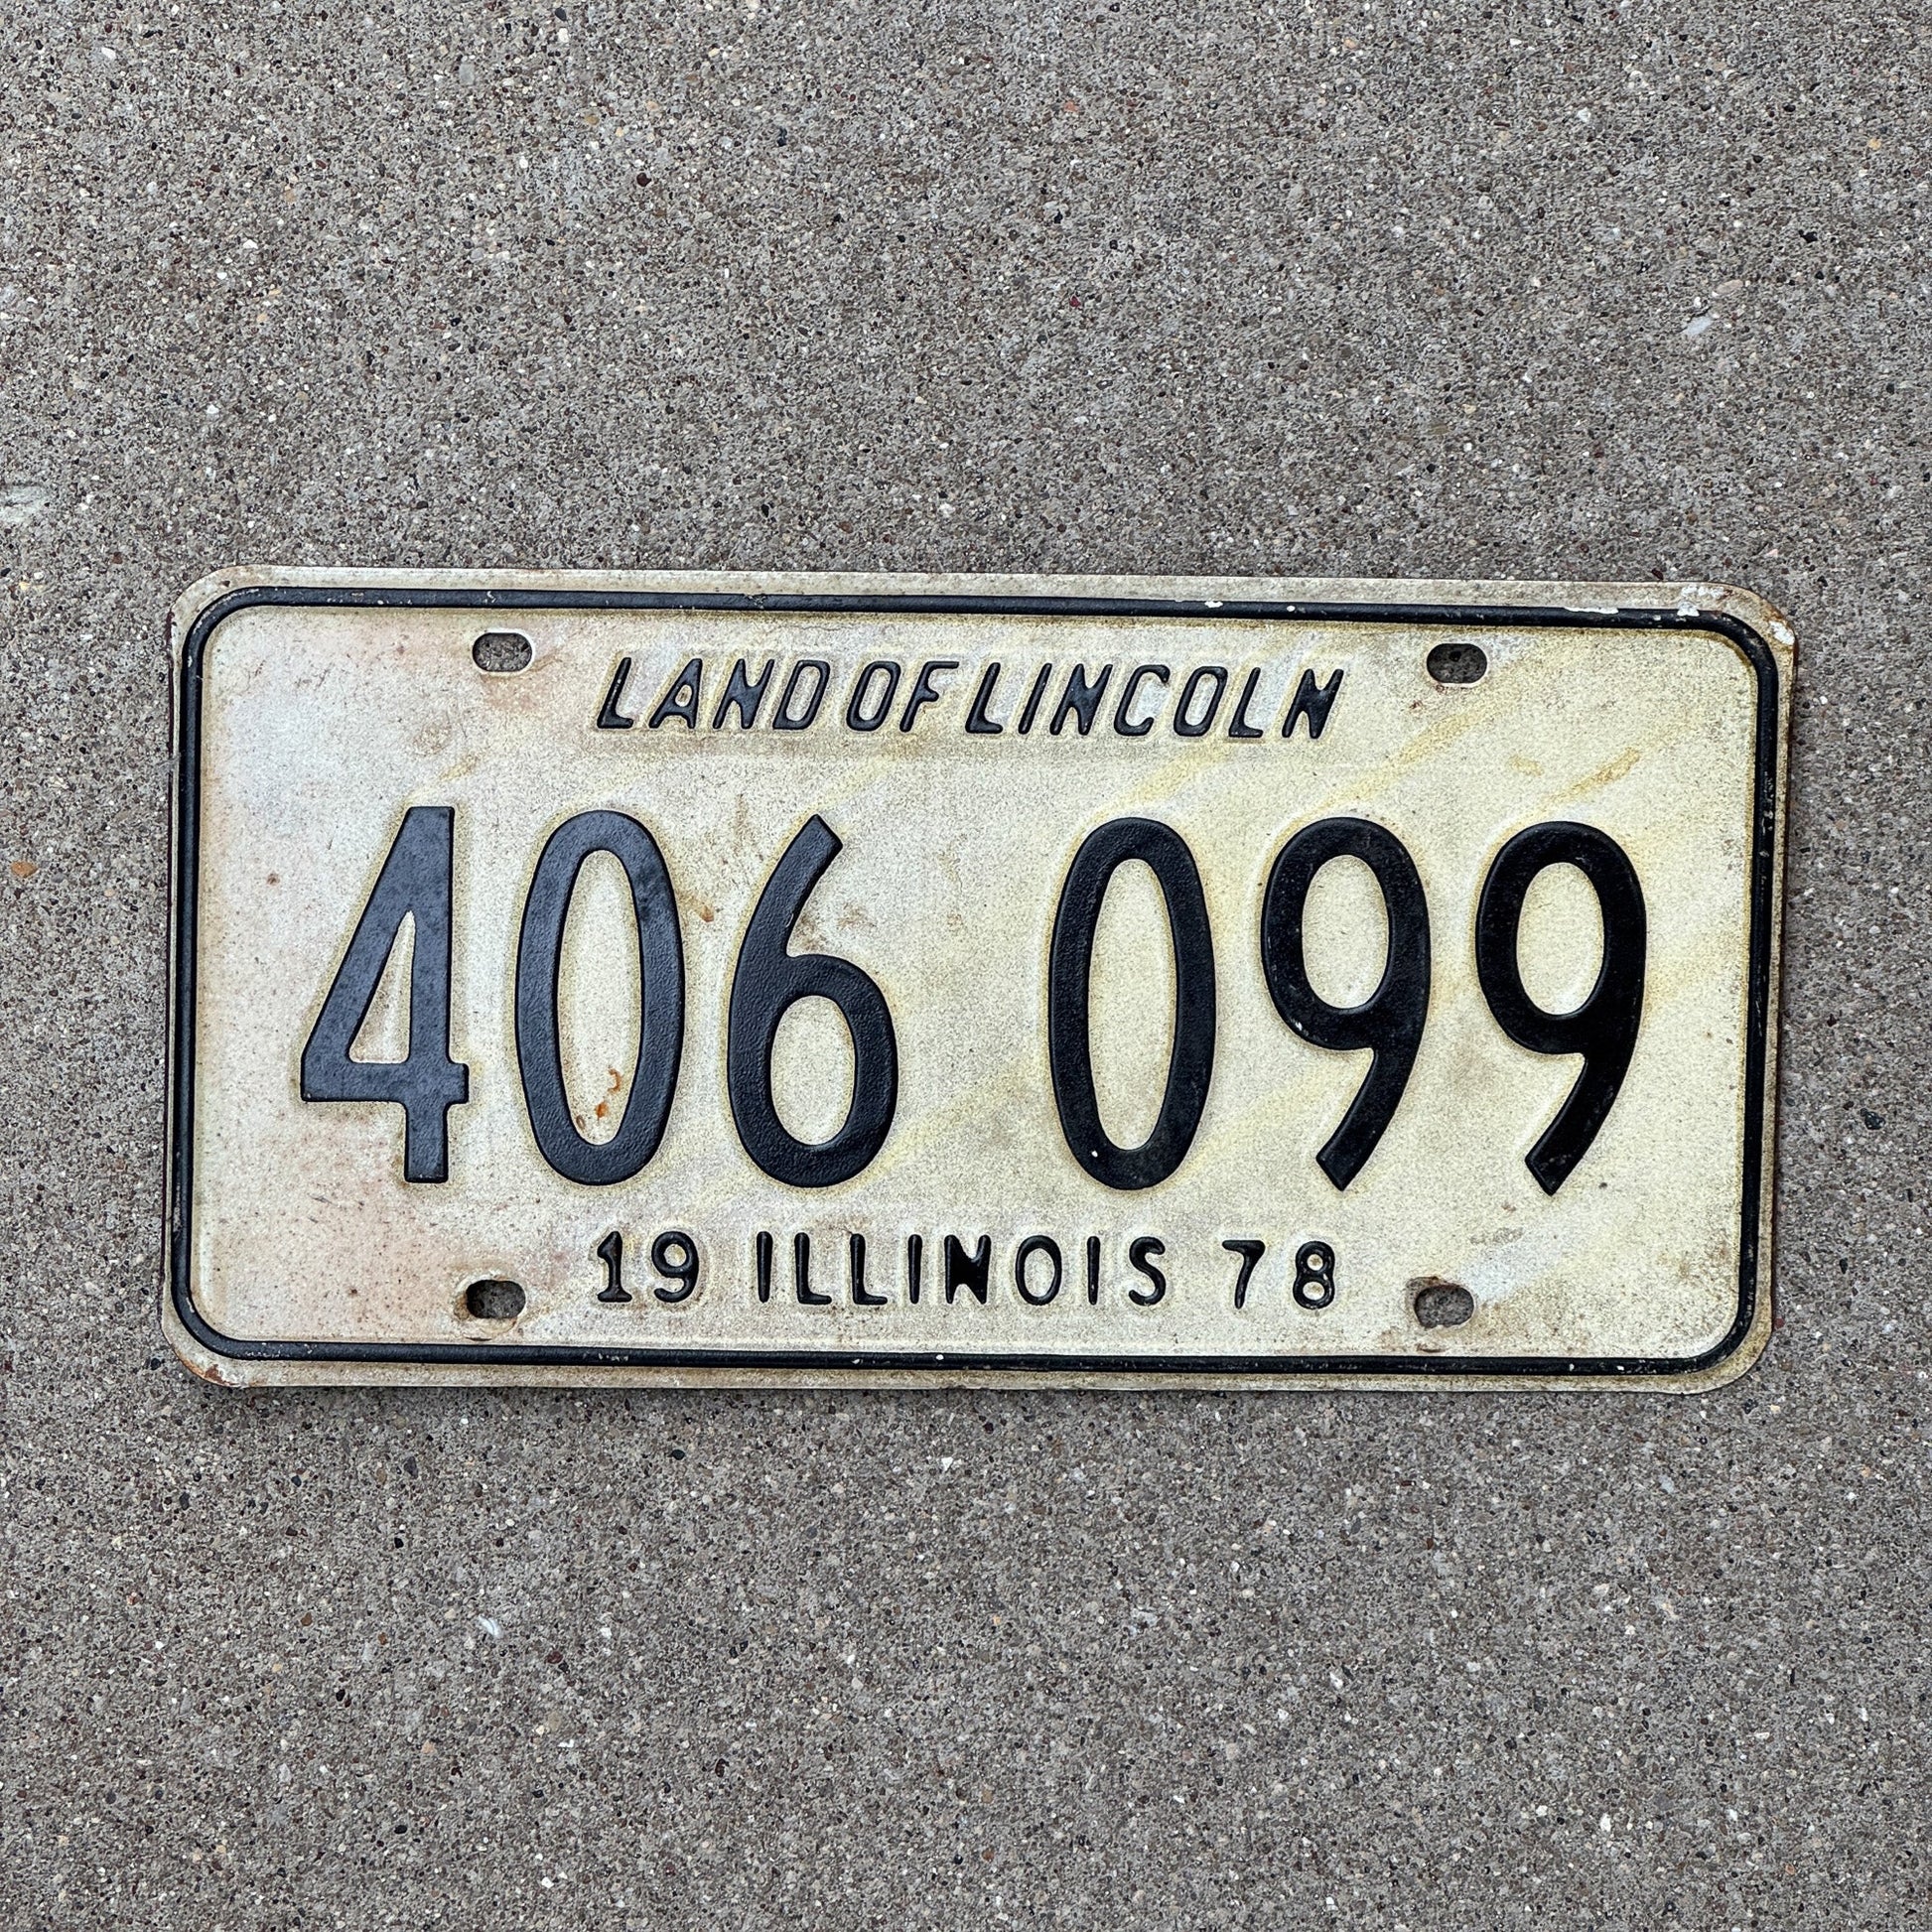 LAND OF LINCOLN
406 099
19 ILLINOIS 78